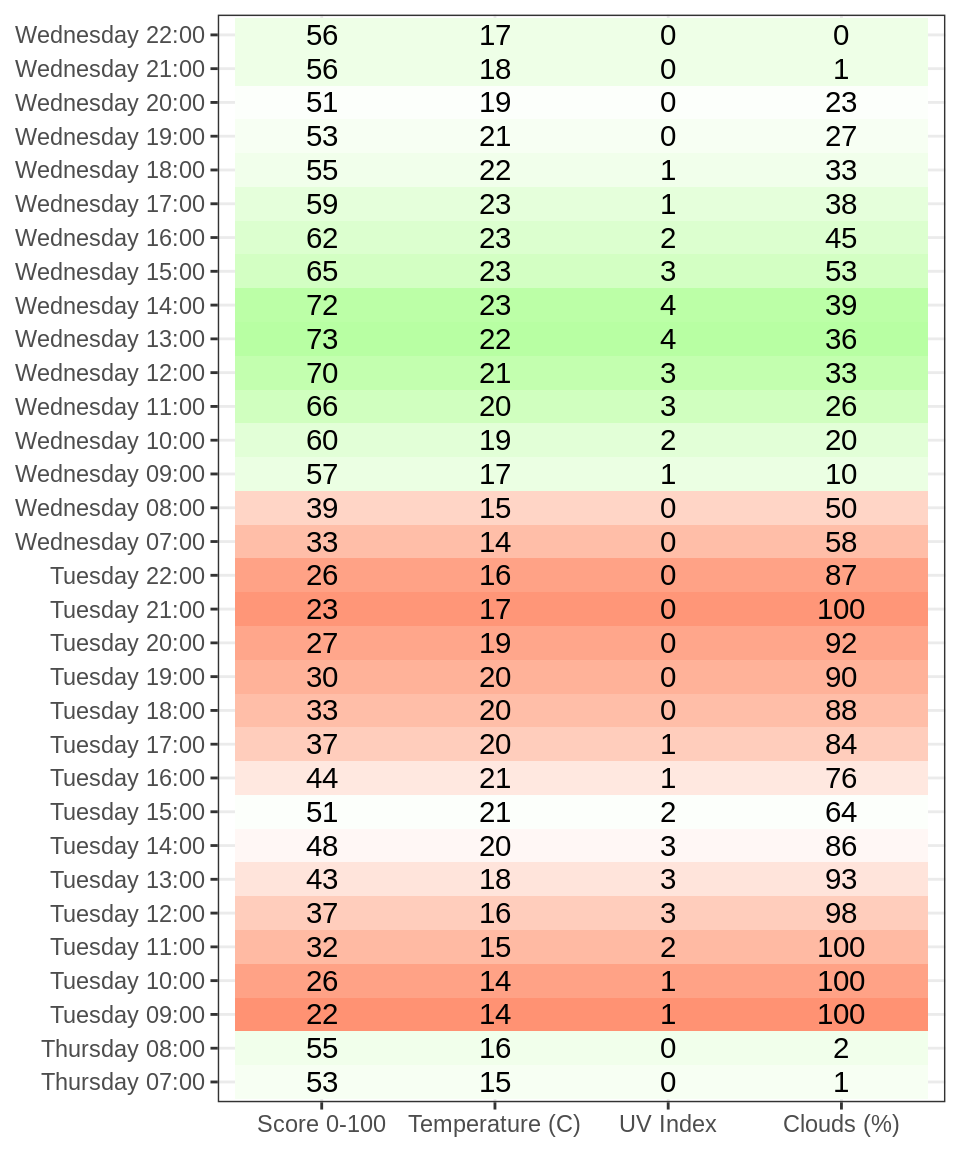 Wednesday 22:00 56 17 0 0
Wednesday 21:00 56 18 0 1
Wednesday 20:00 51 19 0 23
Wednesday 19:00 53 21 0 27
Wednesday 18:00 55 22 1 33
Wednesday 17:00 59 23 1 38
Wednesday 16:00 62 23 2 45
Wednesday 15:00 65 23 3 53
Wednesday 14:00 72 23 4 39
Wednesday 13:00 73 22 4 36
Wednesday 12:00 70 21 3 33
Wednesday 11:00 66 20 3 26
Wednesday 10:00 60 19 2 20
Wednesday 09:00 57 17 1 10
Wednesday 08:00 39 15 0 50
Wednesday 07:00 33 14 0 58
Tuesday 22:00 26 16 0 87
Tuesday 21:00 23 17 0 100
Tuesday 20:00 27 19 0 92
Tuesday 19:00 30 20 0 90
Tuesday 18:00 33 20 0 88
Tuesday 17:00 37 20 1 84
Tuesday 16:00 44 21 1 76
Tuesday 15:00 51 21 2 64
Tuesday 14:00 48 20 3 86
Tuesday 13:00 43 18 3 93
Tuesday 12:00 37 16 3 98
Tuesday 11:00 32 15 2 100
Tuesday 10:00 26 14 1 100
Tuesday 09:00 22 14 1 100
Thursday 08:00 55 16 0 2
Thursday 07:00 53 15 0 1
Score 0-100 Temperature (C) UV Index Clouds (%)